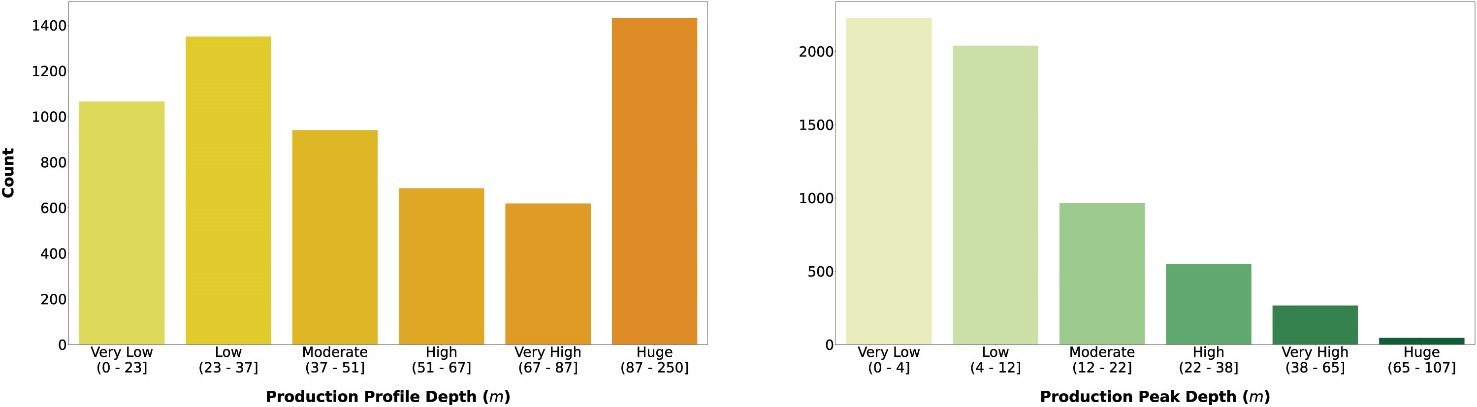 1400
1200
1000
800
600
400
200
0
Count
Very Low Low Moderate High Very High Huge
(0 - 23] (23 - 37] (37 - 51] (51 - 67] (67 - 87] (87 - 250]
Production Profile Depth (m)
2000
1500
1000
500
0
Very Low Low Moderate High Very High Huge
(0 - 4] (4 - 12] (12 - 22] (22 - 38] (38 - 65] (65 - 107]
Production Peak Depth (m)